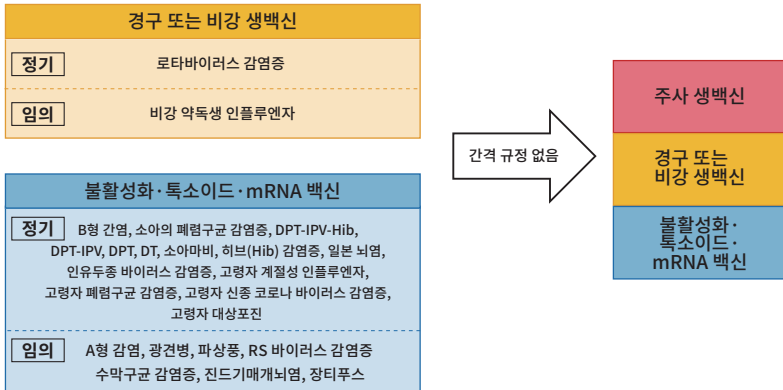 경구 또는 비강 생백신
정기
로타바이러스 감염증
임의
비강 약독생 인플루엔자
불활성화·톡소이드·mRNA 백신
정기
B형 간염, 소아의 폐렴구균 감염증, DPT-IPV-Hib,
DPT-IPV, DPT, DT, 소아마비, 히브(Hib) 감염증, 일본 뇌염,
인유두종 바이러스 감염증, 고령자 계절성 인플루엔자,
고령자 폐렴구균 감염증, 고령자 신종 코로나 바이러스 감염증,
고령자 대상포진
임의
A형 감염, 광견병, 파상풍, RS 바이러스 감염증
수막구균 감염증, 진드기매개뇌염, 장티푸스
간격 규정 없음
주사 생백신
경구 또는
비강 생백신
불활성화·
톡소이드·
mRNA 백신